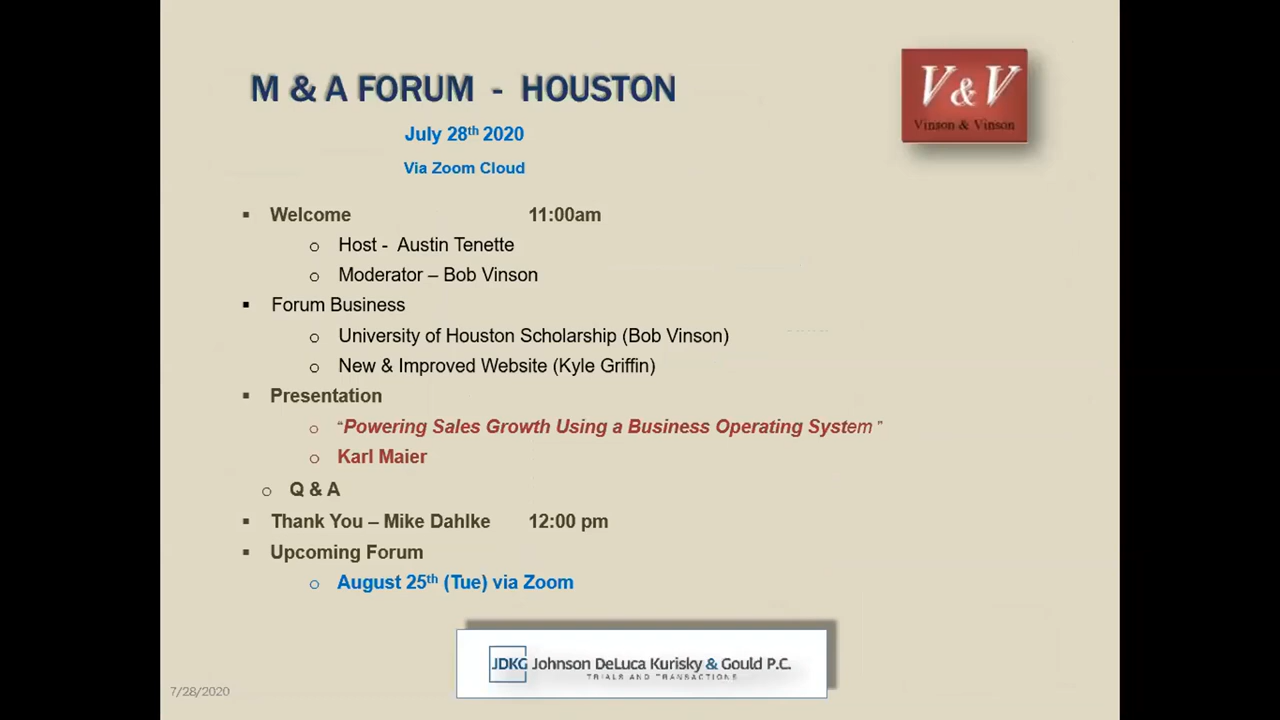 M & A FORUM - HOUSTON
V & V
Vinson & Vinson
July 28th 2020
Via Zoom Cloud
▪ Welcome 11:00am
o Host - Austin Tenette
o Moderator – Bob Vinson
▪ Forum Business
o University of Houston Scholarship (Bob Vinson)
o New & Improved Website (Kyle Griffin)
▪ Presentation
o “Powering Sales Growth Using a Business Operating System ”
o Karl Maier
o Q & A
▪ Thank You – Mike Dahlke 12:00 pm
▪ Upcoming Forum
o August 25th (Tue) via Zoom
JDKG Johnson DeLuca Kurisky & Gould P.C.
TRIALS AND TRANSACTIONS
7/28/2020